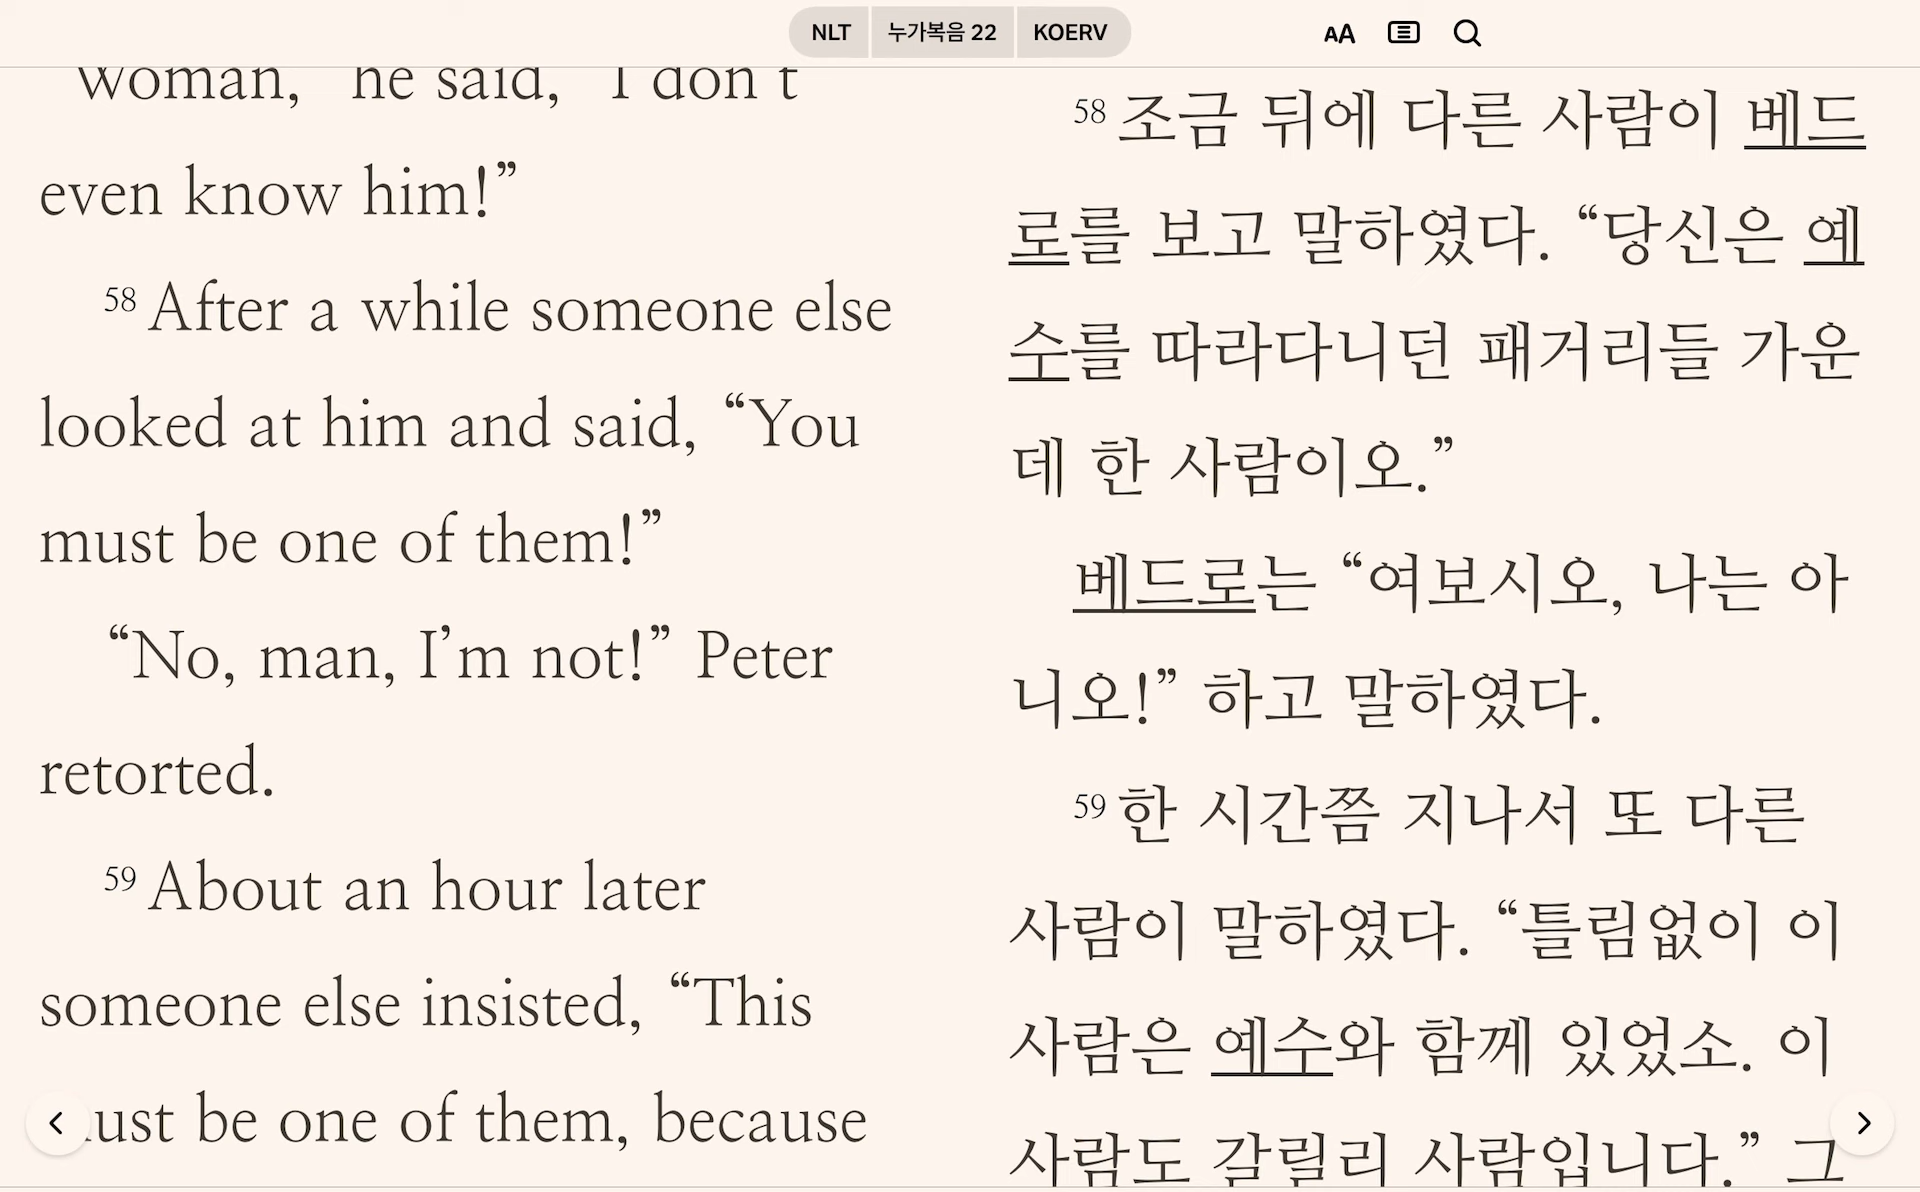 NLT 누가복음 22 KOERV AA
Woman," he said, "I don't
even know him!”
58 After a while someone else
looked at him and said, “You
must be one of them!”
“No, man, I’m not!” Peter
retorted.
59 About an hour later
someone else insisted, “This
must be one of them, because
58 조금 뒤에 다른 사람이 베드
로를 보고 말하였다. “당신은 예
수를 따라다니던 패거리들 가운
데 한 사람이오.”
베드로는 “여보시오, 나는 아
니오!” 하고 말하였다.
59 한 시간쯤 지나서 또 다른
사람이 말하였다. “틀림없이 이
사람은 예수와 함께 있었소. 이
사람도 갈릴리 사람입니다.” 그